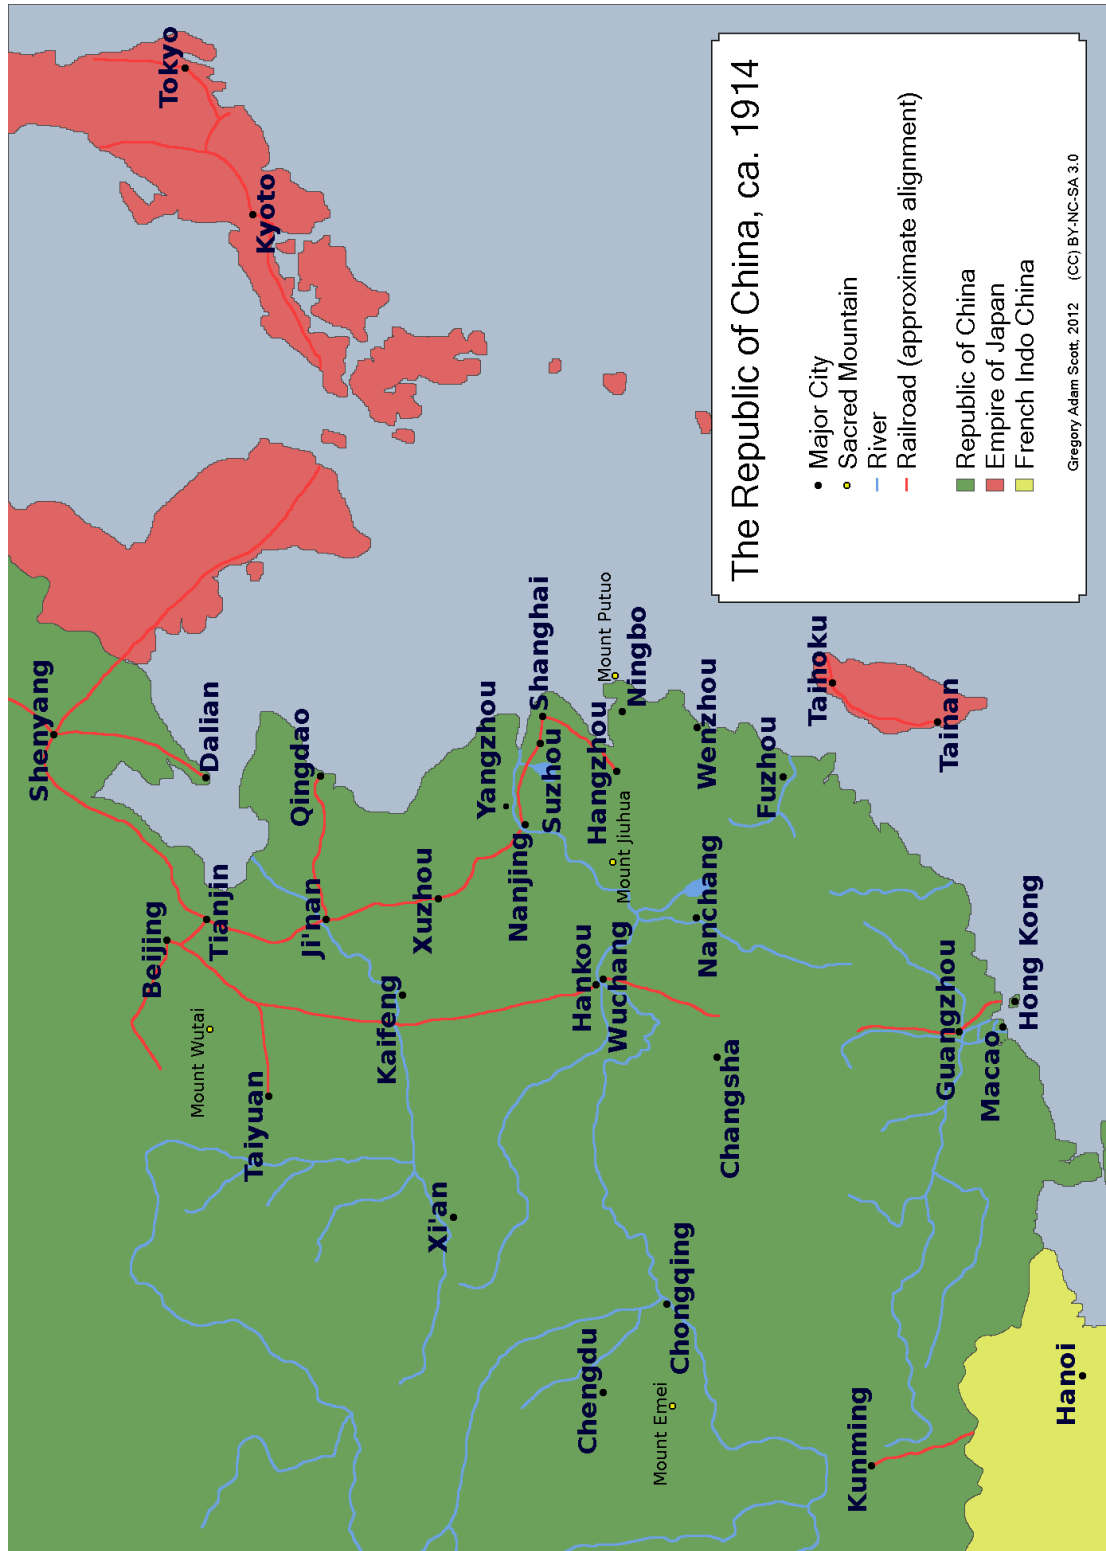 The Republic of China, ca. 1914
Major City
Sacred Mountain
River
Railroad (approximate alignment)
Republic of China
Empire of Japan
French Indo China
Gregory Adam Scott, 2012 (CC) BY-NC-SA 3.0
Shenyang
Tokyo
Beijing
Dalian
Tianjin
Mount Wutai
Kyoto
Taiyuan
Qingdao
Ji'nan
Kaifeng
Xuzhou
Xi'an
Yangzhou
Nanjing
Shanghai
Suzhou
Hankou
Wuchang
Hangzhou
Mount Putuo
Mount Jiuhua
Ningbo
Chengdu
Mount Emei
Chongqing
Nanchang
Wenzhou
Changsha
Fuzhou
Taihoku
Kunming
Guangzhou
Tainan
Macao
Hong Kong
Hanoi